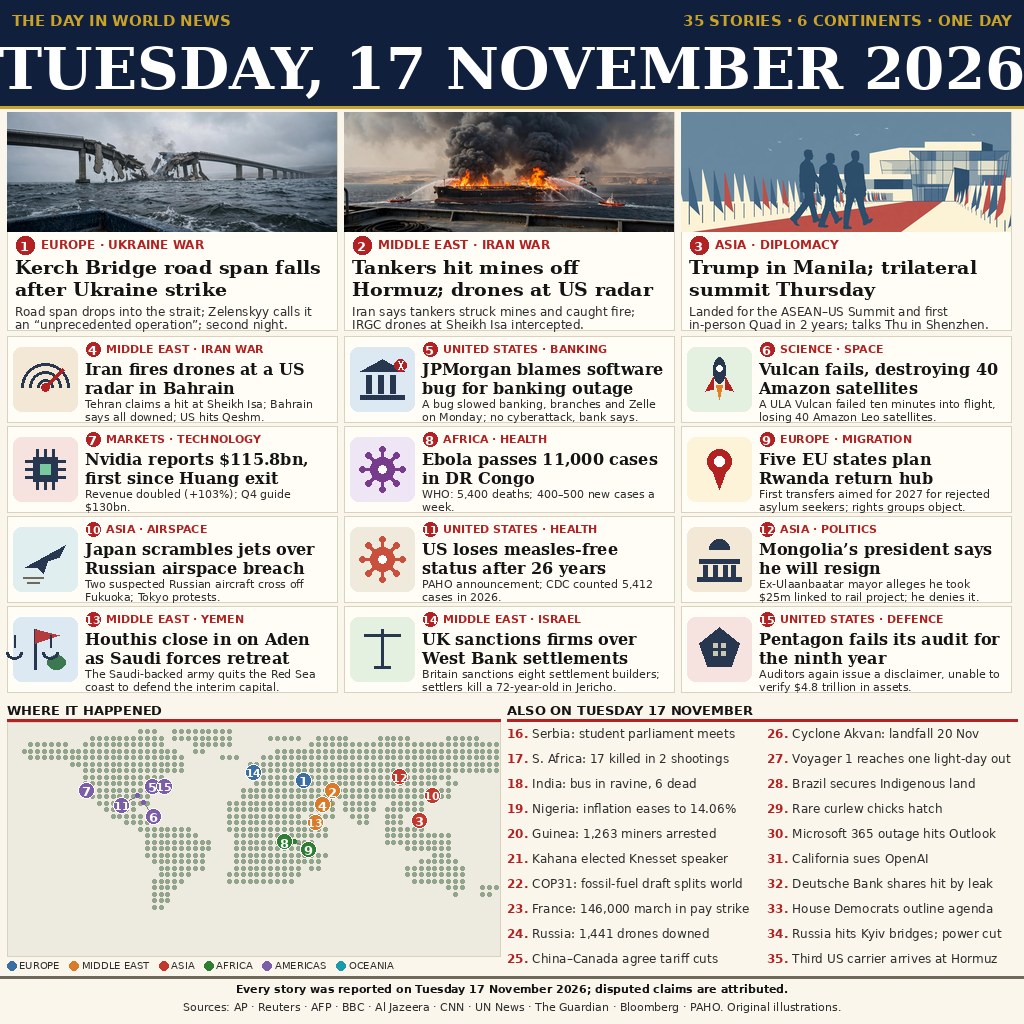 THE DAY IN WORLD NEWS
35 STORIES · 6 CONTINENTS · ONE DAY
TUESDAY, 17 NOVEMBER 2026
1 EUROPE · UKRAINE WAR
Kerch Bridge road span falls
after Ukraine strike
Road span drops into the strait; Zelenskyy calls it
an “unprecedented operation”; second night.
2 MIDDLE EAST · IRAN WAR
Tankers hit mines off
Hormuz; drones at US radar
Iran says tankers struck mines and caught fire;
IRGC drones at Sheikh Isa intercepted.
3 ASIA · DIPLOMACY
Trump in Manila; trilateral
summit Thursday
Landed for the ASEAN–US Summit and first
in-person Quad in 2 years; talks Thu in Shenzhen.
4 MIDDLE EAST · IRAN WAR
Iran fires drones at a US
radar in Bahrain
Tehran claims a hit at Sheikh Isa; Bahrain
says all downed; US hits Qeshm.
5 UNITED STATES · BANKING
JPMorgan blames software
bug for banking outage
A bug slowed banking, branches and Zelle
on Monday; no cyberattack, bank says.
6 SCIENCE · SPACE
Vulcan fails, destroying 40
Amazon satellites
A ULA Vulcan failed ten minutes into flight,
losing 40 Amazon Leo satellites.
7 MARKETS · TECHNOLOGY
Nvidia reports $115.8bn,
first since Huang exit
Revenue doubled (+103%); Q4 guide
$130bn.
8 AFRICA · HEALTH
Ebola passes 11,000 cases
in DR Congo
WHO: 5,400 deaths; 400–500 new cases a
week.
9 EUROPE · MIGRATION
Five EU states plan
Rwanda return hub
First transfers aimed for 2027 for rejected
asylum seekers; rights groups object.
10 ASIA · AIRSPACE
Japan scrambles jets over
Russian airspace breach
Two suspected Russian aircraft cross off
Fukuoka; Tokyo protests.
11 UNITED STATES · HEALTH
US loses measles-free
status after 26 years
PAHO announcement; CDC counted 5,412
cases in 2026.
12 ASIA · POLITICS
Mongolia’s president says
he will resign
Ex-Ulaanbaatar mayor alleges he took
$25m linked to rail project; he denies it.
13 MIDDLE EAST · YEMEN
Houthis close in on Aden
as Saudi forces retreat
The Saudi-backed army quits the Red Sea
coast to defend the interim capital.
14 MIDDLE EAST · ISRAEL
UK sanctions firms over
West Bank settlements
Britain sanctions eight settlement builders;
settlers kill a 72-year-old in Jericho.
15 UNITED STATES · DEFENCE
Pentagon fails its audit for
the ninth year
Auditors again issue a disclaimer, unable to
verify $4.8 trillion in assets.
WHERE IT HAPPENED
14
1
12
7
5
15
2
10
11
4
6
13
3
8
9
EUROPE
MIDDLE EAST
ASIA
AFRICA
AMERICAS
OCEANIA
ALSO ON TUESDAY 17 NOVEMBER
16. Serbia: student parliament meets
17. S. Africa: 17 killed in 2 shootings
18. India: bus in ravine, 6 dead
19. Nigeria: inflation eases to 14.06%
20. Guinea: 1,263 miners arrested
21. Kahana elected Knesset speaker
22. COP31: fossil-fuel draft splits world
23. France: 146,000 march in pay strike
24. Russia: 1,441 drones downed
25. China–Canada agree tariff cuts
26. Cyclone Akvan: landfall 20 Nov
27. Voyager 1 reaches one light-day out
28. Brazil secures Indigenous land
29. Rare curlew chicks hatch
30. Microsoft 365 outage hits Outlook
31. California sues OpenAI
32. Deutsche Bank shares hit by leak
33. House Democrats outline agenda
34. Russia hits Kyiv bridges; power cut
35. Third US carrier arrives at Hormuz
Every story was reported on Tuesday 17 November 2026; disputed claims are attributed.
Sources: AP · Reuters · AFP · BBC · Al Jazeera · CNN · UN News · The Guardian · Bloomberg · PAHO. Original illustrations.